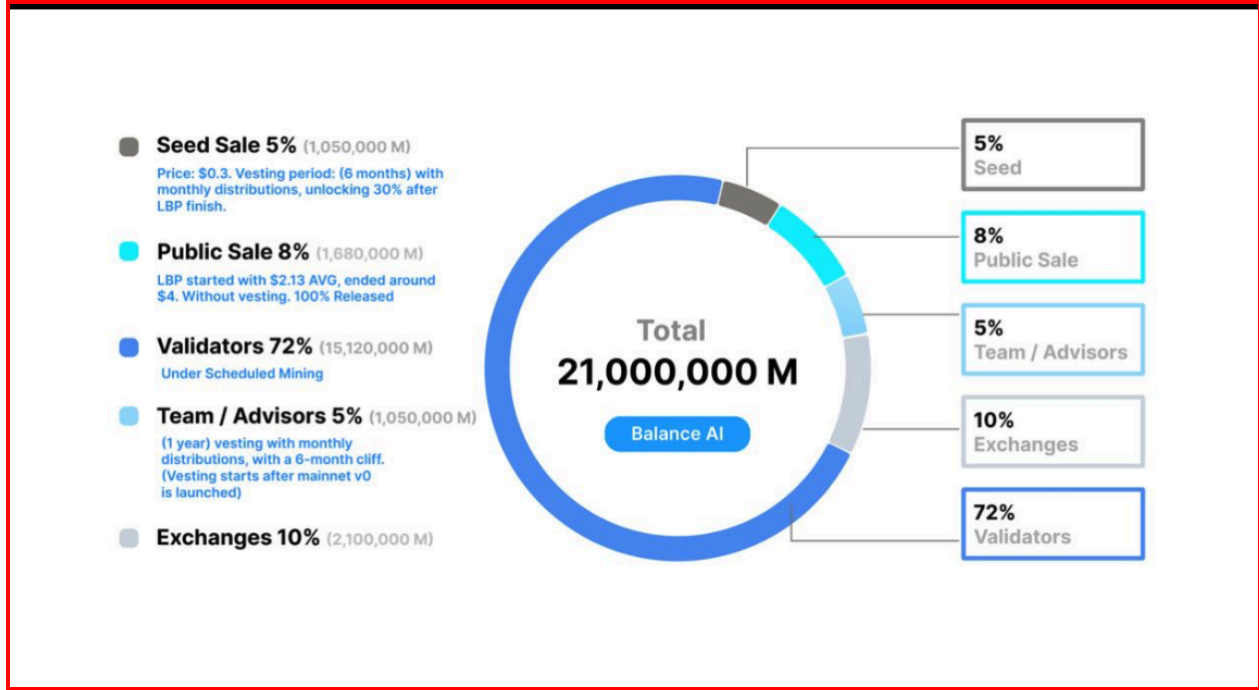 Seed Sale 5% (1,050,000 M)
Price: $0.3. Vesting period: (6 months) with
monthly distributions, unlocking 30% after
LBP finish.
Public Sale 8% (1,680,000 M)
LBP started with $2.13 AVG, ended around
$4. Without vesting. 100% Released
Validators 72% (15,120,000 M)
Under Scheduled Mining
Team / Advisors 5% (1,050,000 M)
(1 year) vesting with monthly
distributions, with a 6-month cliff.
(Vesting starts after mainnet v0
is launched)
Exchanges 10% (2,100,000 M)
Total
21,000,000 M
Balance AI
5%
Seed
8%
Public Sale
5%
Team / Advisors
10%
Exchanges
72%
Validators